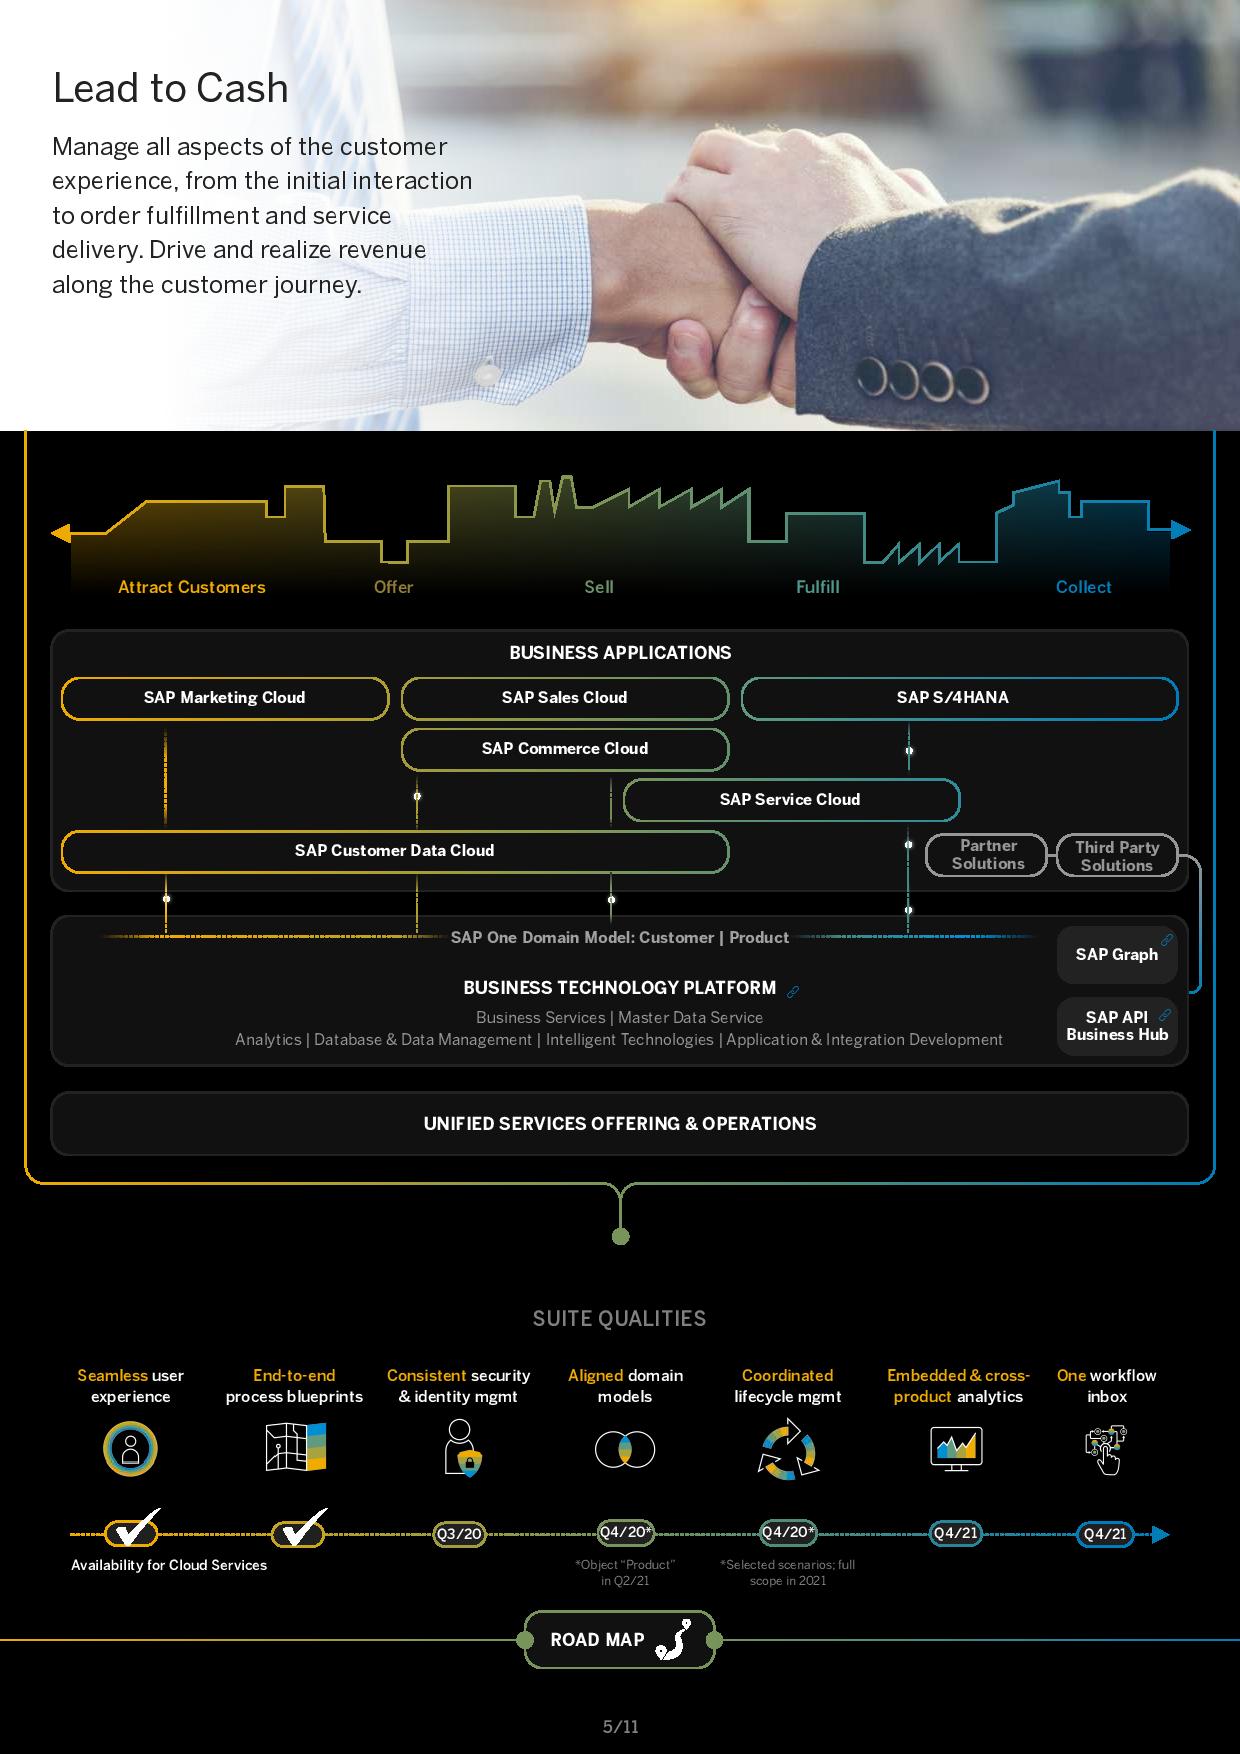 Lead to Cash
Manage all aspects of the customer
experience, from the initial interaction
to order fulfillment and service
delivery. Drive and realize revenue
along the customer journey.
Attract Customers
Offer
Sell
Fulfill
Collect
BUSINESS APPLICATIONS
SAP Marketing Cloud
SAP Sales Cloud
SAP S/4HANA
SAP Commerce Cloud
SAP Service Cloud
SAP Customer Data Cloud
Partner
Solutions
Third Party
Solutions
SAP One Domain Model: Customer | Product
SAP Graph
BUSINESS TECHNOLOGY PLATFORM
Business Services | Master Data Service
Analytics | Database & Data Management | Intelligent Technologies | Application & Integration Development
SAP API
Business Hub
UNIFIED SERVICES OFFERING & OPERATIONS
SUITE QUALITIES
Seamless user
experience
End-to-end
process blueprints
Consistent security
& identity mgmt
Aligned domain
models
Coordinated
lifecycle mgmt
Embedded & cross-
product analytics
One workflow
inbox
Q3/20
Q4/20*
Q4/20*
Q4/21
Q4/21
Availability for Cloud Services
*Object “Product”
in Q2/21
*Selected scenarios; full
scope in 2021
ROAD MAP
5/11